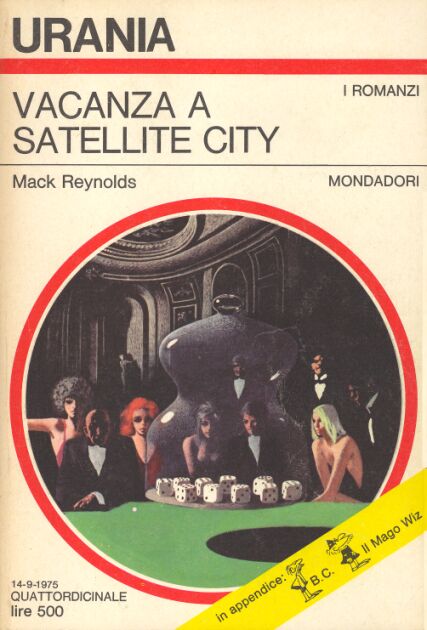 URANIA
I ROMANZI
VACANZA A
SATELLITE CITY
Mack Reynolds
MONDADORI
in appendice:
B.C.
Il Mago Wiz
14-9-1975
QUATTORDICINALE
lire 500